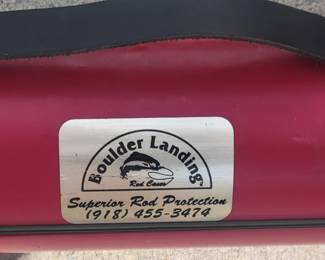 Boulder Landing
Rod Cases
Superior Rod Protection
(918) 455-3474